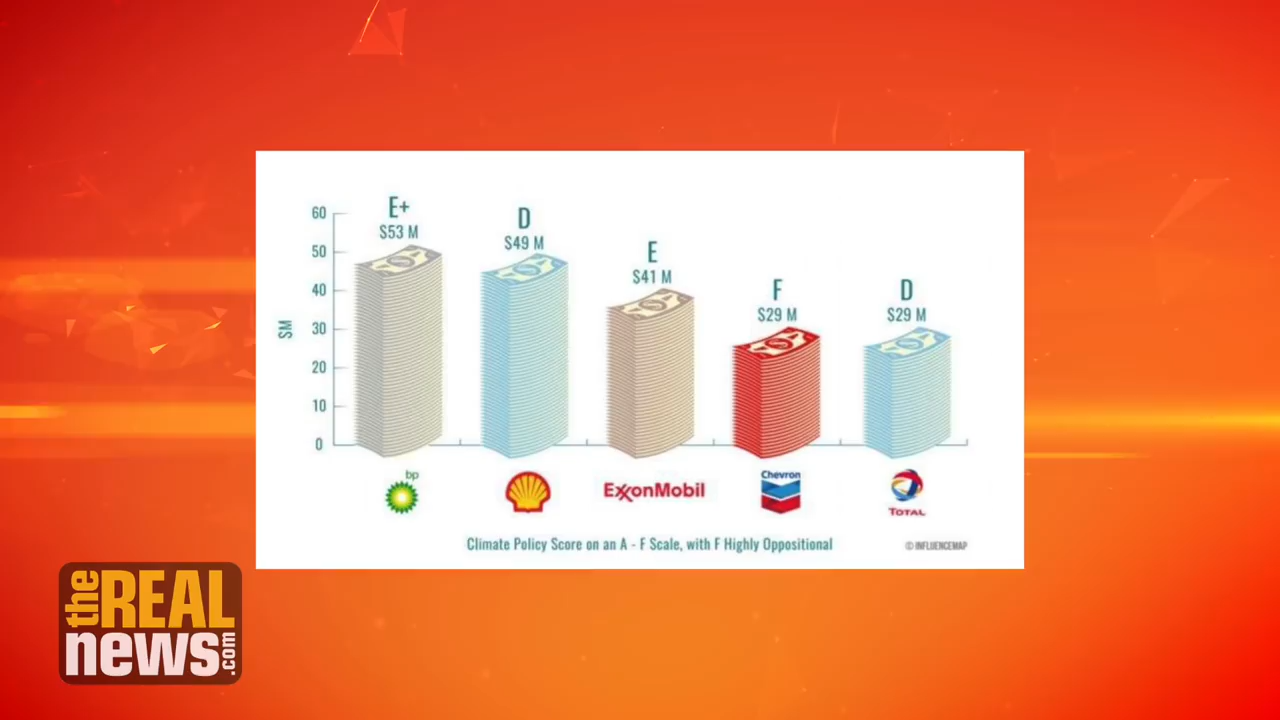 E+
$53 M
D
$49 M
E
$41 M
F
$29 M
D
$29 M
$M
60
50
40
30
20
10
0
bp
ExxonMobil
Chevron
TOTAL
Climate Policy Score on an A - F Scale, with F Highly Oppositional
© INFLUENCEMAP
the REAL
news.com